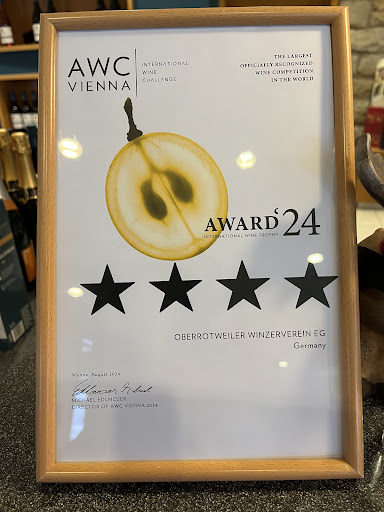 AWC
VIENNA
INTERNATIONAL
WINE
CHALLENGE
THE LARGEST
OFFICIALLY RECOGNIZED
WINE COMPETITION
IN THE WORLD
AWARD‘24
INTERNATIONAL WINE TROPHY
OBERROTWEILER WINZERVEREIN EG
Germany
Vienna, August 2024
MICHAEL EDLMOSER
DIRECTOR OF AWC VIENNA 2024